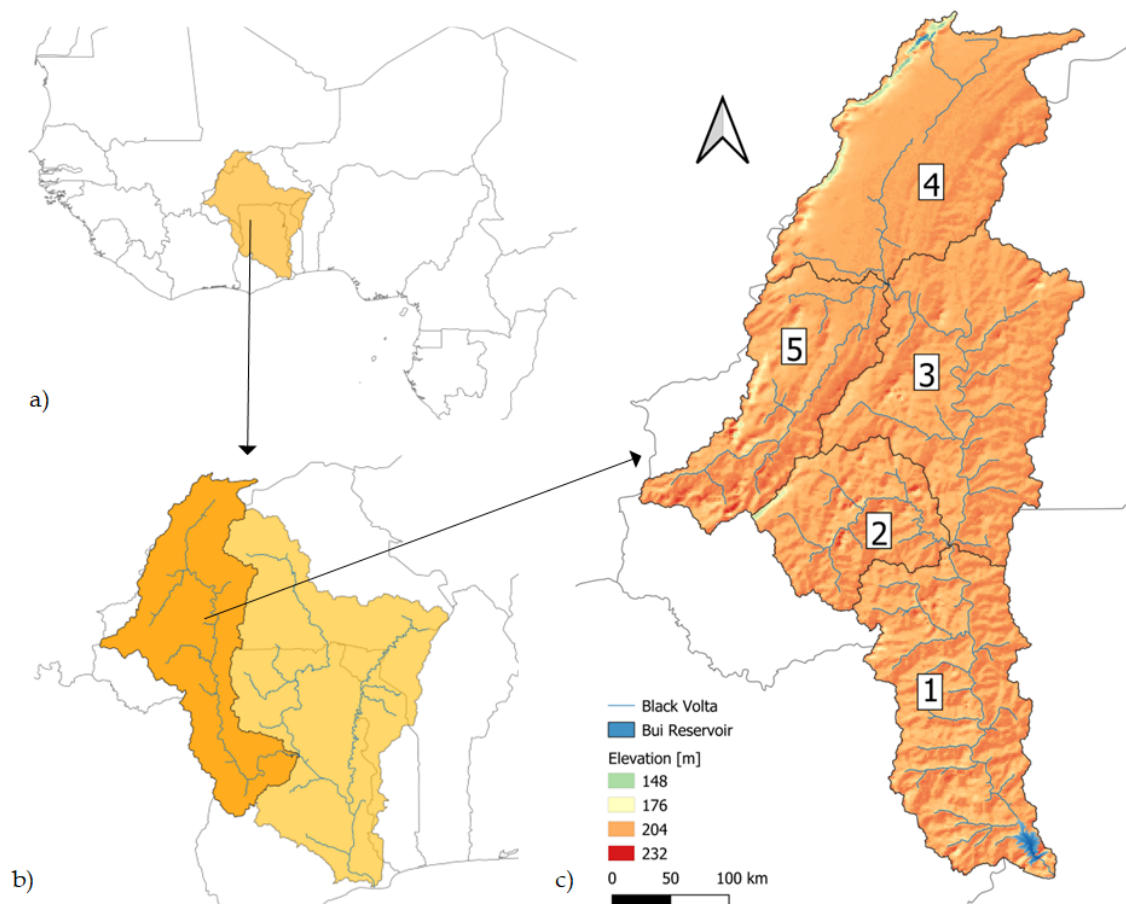 a)
b)
4
5
3
2
1
Black Volta
Bui Reservoir
Elevation [m]
148
176
204
232
0 50 100 km
c)